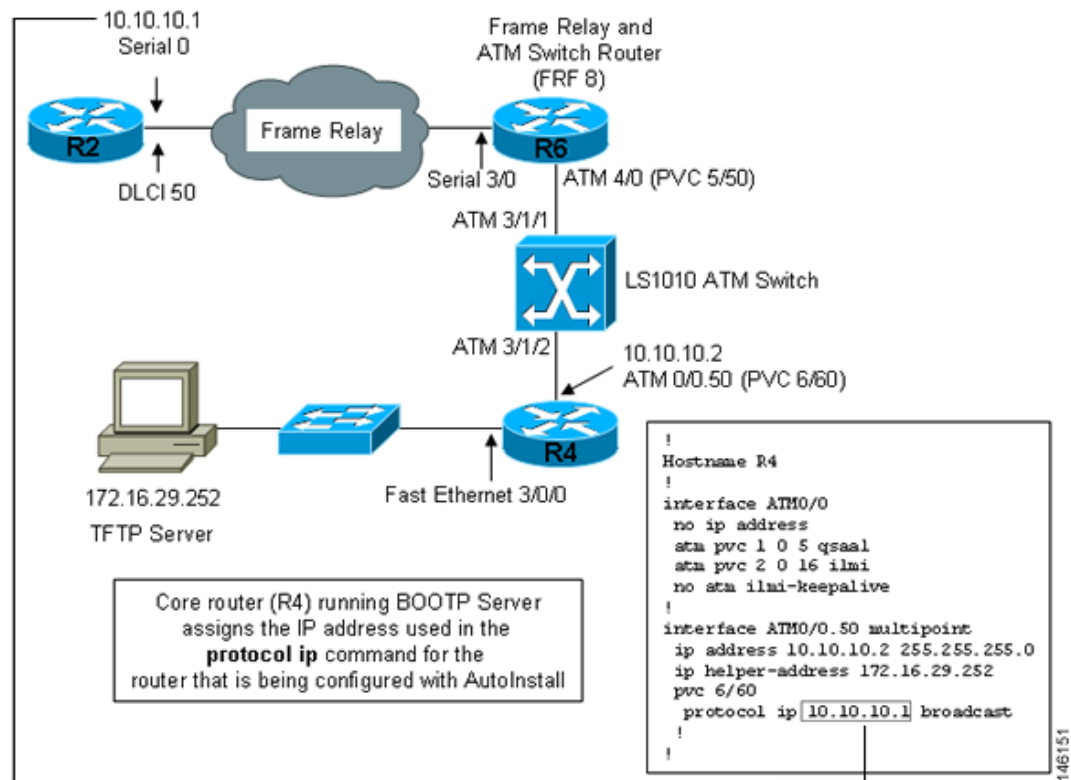 10.10.10.1
Serial 0
Frame Relay and
ATM Switch Router
(FRF 8)
R2
Frame Relay
R6
DLCI 50
Serial 3/0
ATM 4/0 (PVC 5/50)
ATM 3/1/1
LS1010 ATM Switch
ATM 3/1/2
10.10.10.2
ATM 0/0.50 (PVC 6/60)
R4
172.16.29.252
TFTP Server
Fast Ethernet 3/0/0
Core router (R4) running BOOTP Server
assigns the IP address used in the
protocol ip command for the
router that is being configured with AutoInstall
!
Hostname R4
!
interface ATM0/0
no ip address
atm pvc 1 0 5 qsaal
atm pvc 2 0 16 ilmi
no atm ilmi-keepalive
!
interface ATM0/0.50 multipoint
ip address 10.10.10.2 255.255.255.0
ip helper-address 172.16.29.252
pvc 6/60
protocol ip 10.10.10.1 broadcast
!
!
146151